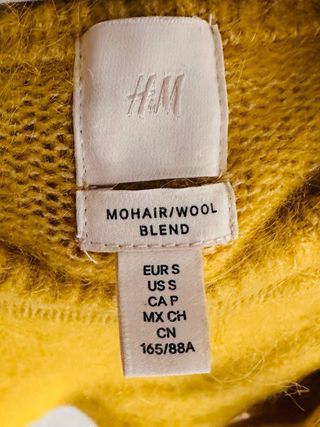 H&M
MOHAIR/WOOL
BLEND
EUR S
US S
CA P
MX CH
CN
165/88A